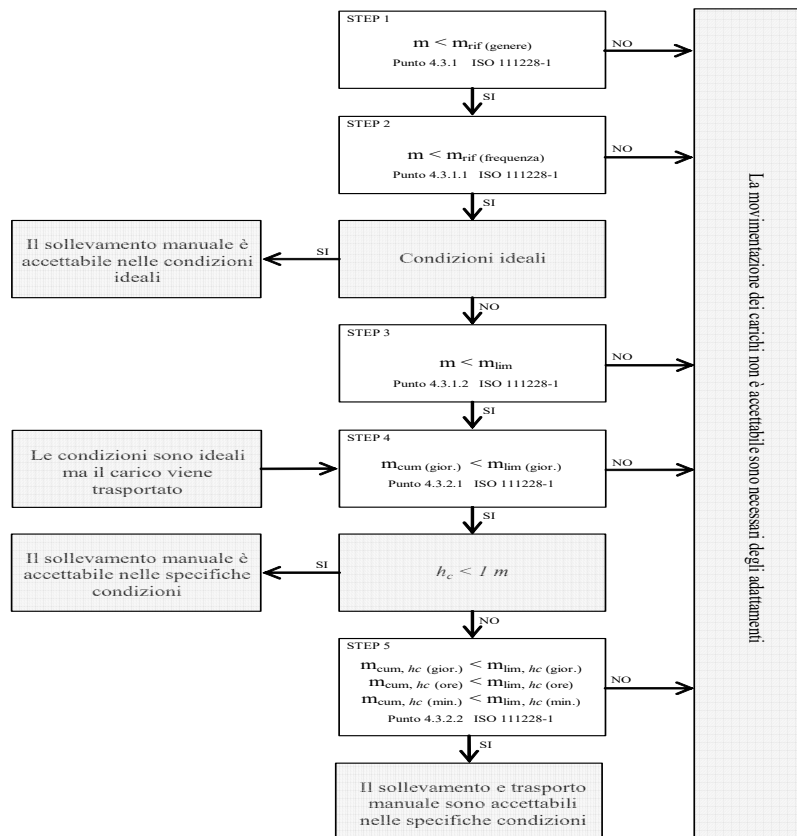 STEP 1
m < mrif (genere)
Punto 4.3.1 ISO 111228-1
NO
SI
STEP 2
m < mrif (frequenza)
Punto 4.3.1.1 ISO 111228-1
NO
SI
Il sollevamento manuale è
accettabile nelle condizioni
ideali
SI
Condizioni ideali
NO
STEP 3
m < mlim
Punto 4.3.1.2 ISO 111228-1
NO
SI
Le condizioni sono ideali
ma il carico viene
trasportato
STEP 4
mcum (gior.) < mlim (gior.)
Punto 4.3.2.1 ISO 111228-1
NO
SI
Il sollevamento manuale è
accettabile nelle specifiche
condizioni
SI
hc < 1 m
NO
STEP 5
mcum, hc (gior.) < mlim, hc (gior.)
mcum, hc (ore) < mlim, hc (ore)
mcum, hc (min.) < mlim, hc (min.)
Punto 4.3.2.2 ISO 111228-1
NO
SI
Il sollevamento e trasporto
manuale sono accettabili
nelle specifiche condizioni
La movimentazione dei carichi non è accettabile sono necessari degli adattamenti